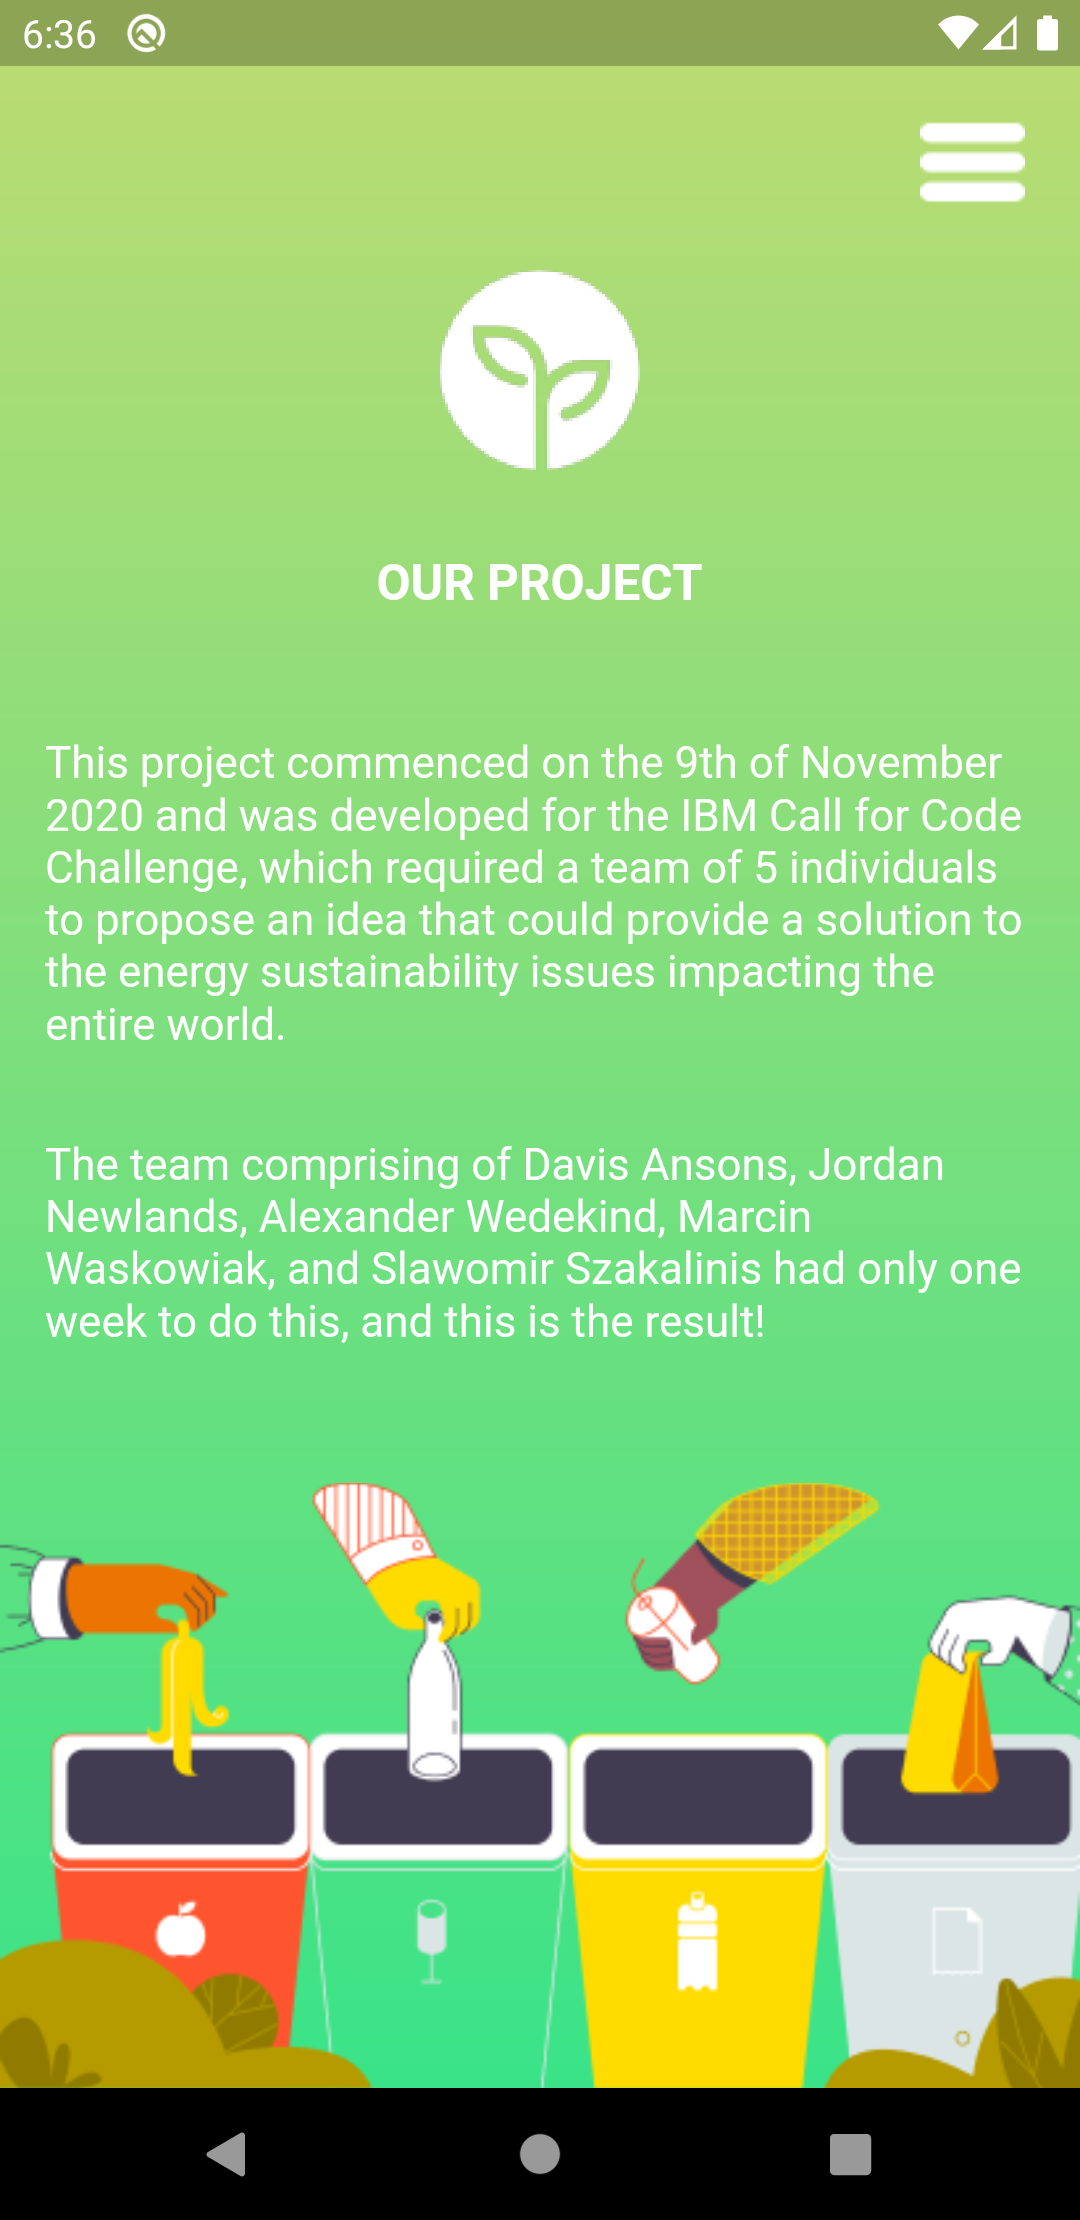 6:36
OUR PROJECT
This project commenced on the 9th of November
2020 and was developed for the IBM Call for Code
Challenge, which required a team of 5 individuals
to propose an idea that could provide a solution to
the energy sustainability issues impacting the
entire world.
The team comprising of Davis Ansons, Jordan
Newlands, Alexander Wedekind, Marcin
Waskowiak, and Slawomir Szakalinis had only one
week to do this, and this is the result!